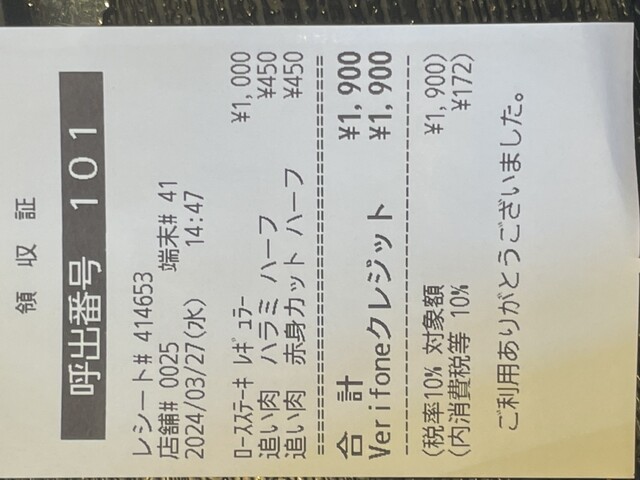 領 収 証
呼出番号 101
レシート# 414653
店舗# 0025 端末# 41
2024/03/27(水) 14:47
ﾛｰｽｽﾃｰｷ ﾚｷﾞｭﾗｰ ¥1,000
追い肉 ハラミ ハーフ ¥450
追い肉 赤身カット ハーフ ¥450
合 計 ¥1,900
Verifoneクレジット ¥1,900
(税率10% 対象額 ¥1,900)
(内消費税等 10% ¥172)
ご利用ありがとうございました。